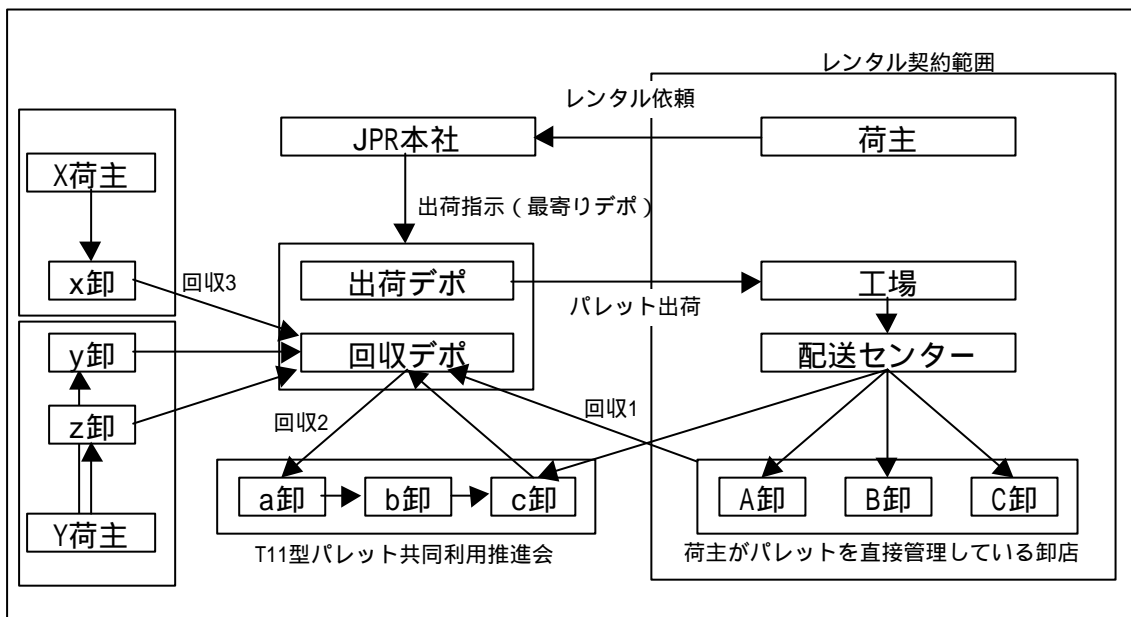 レンタル契約範囲
レンタル依頼
JPR本社
荷主
X荷主
出荷指示(最寄りデポ)
x卸
回収3
出荷デポ
工場
パレット出荷
y卸
回収デポ
配送センター
z卸
回収2
回収1
a卸
b卸
c卸
A卸
B卸
C卸
Y荷主
T11型パレット共同利用推進会
荷主がパレットを直接管理している卸店